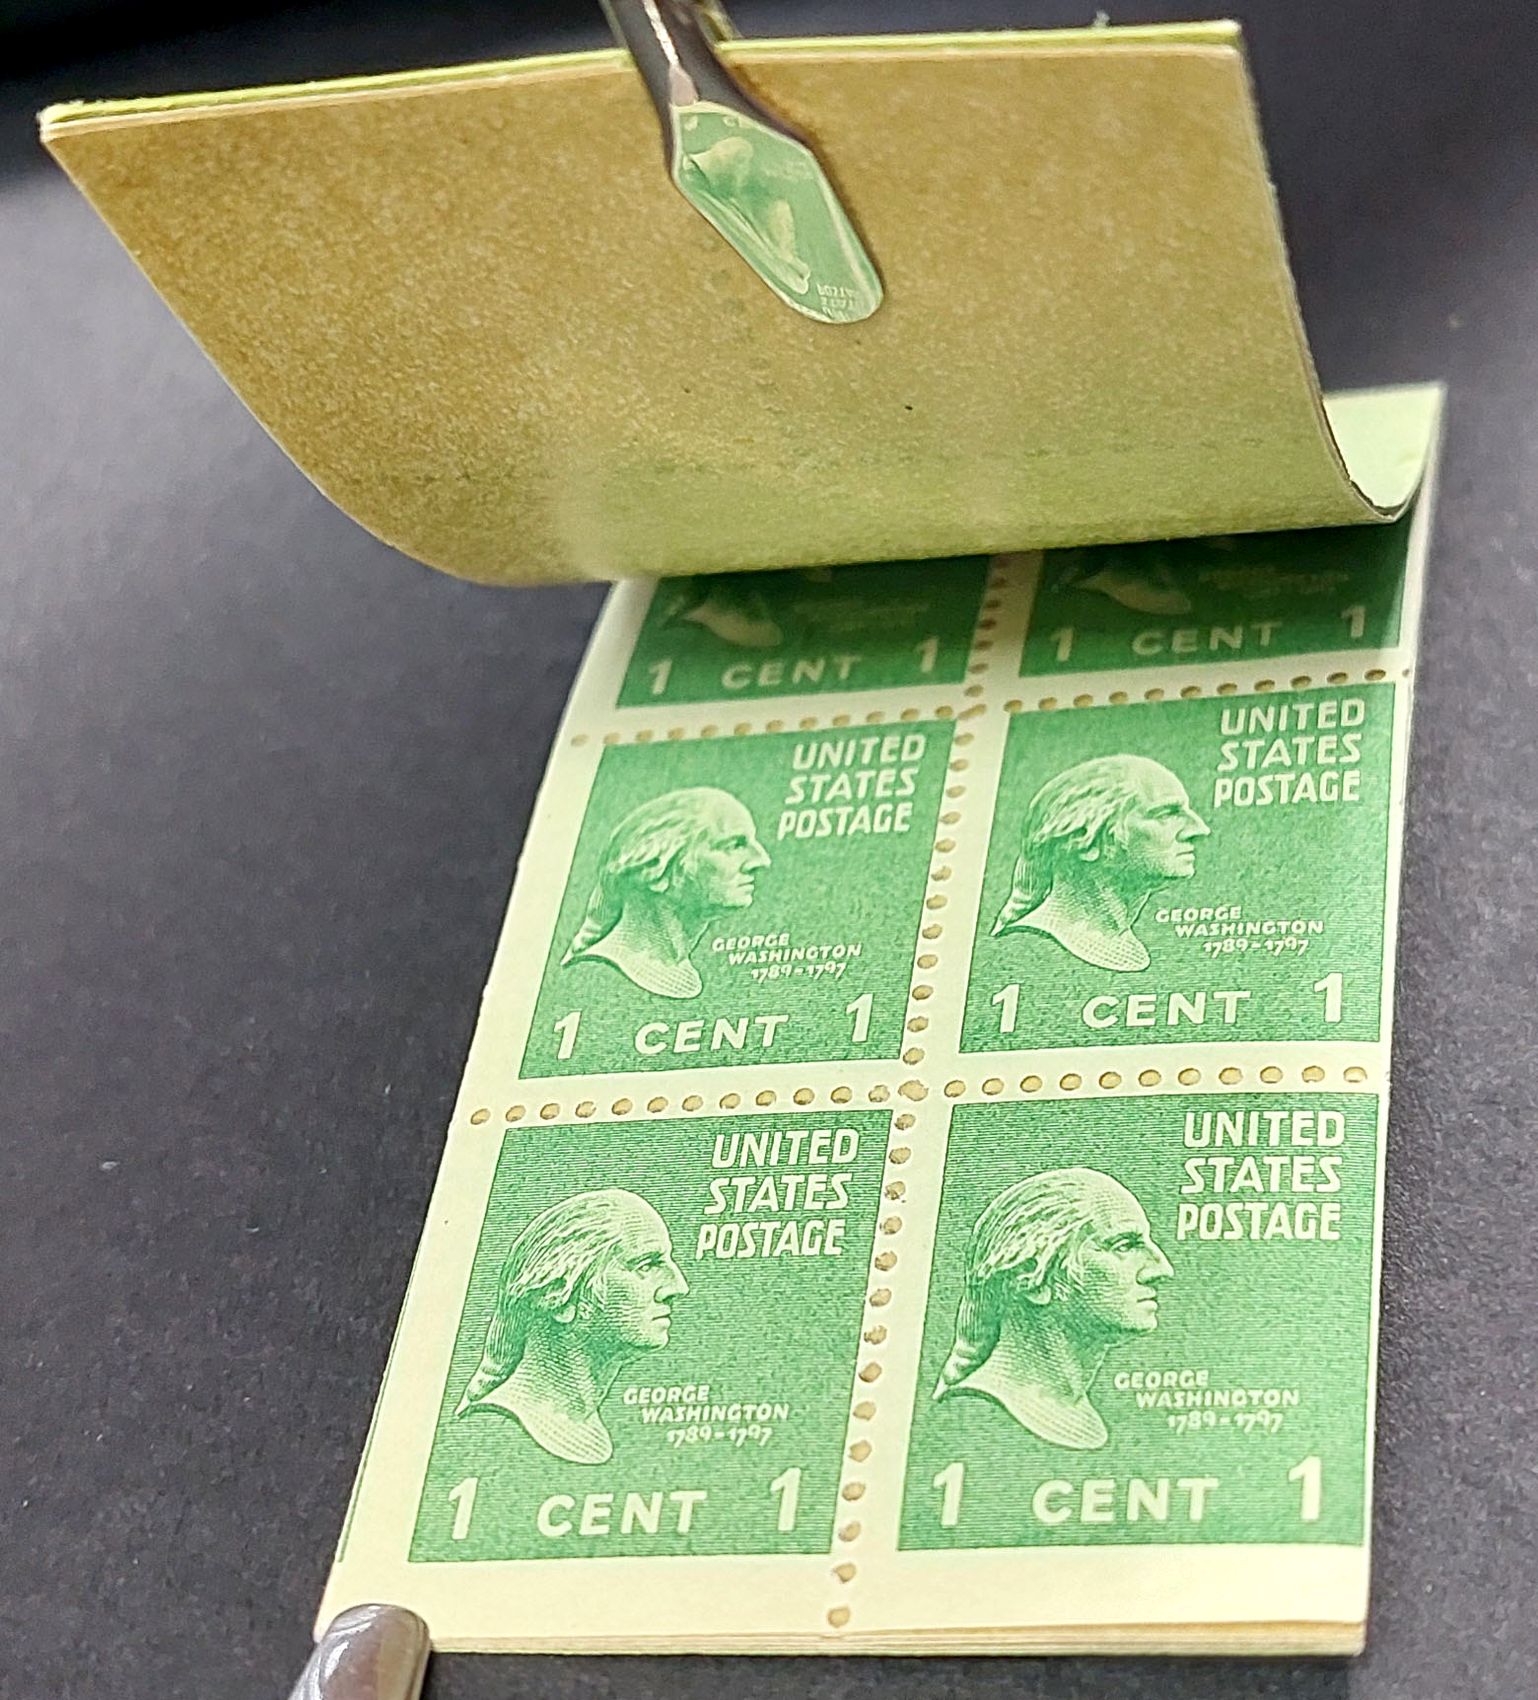 1 CENT 1
1 CENT 1
UNITED
STATES
POSTAGE
GEORGE
WASHINGTON
1789-1797
1 CENT 1
UNITED
STATES
POSTAGE
GEORGE
WASHINGTON
1789-1797
1 CENT 1
UNITED
STATES
POSTAGE
GEORGE
WASHINGTON
1789-1797
1 CENT 1
UNITED
STATES
POSTAGE
GEORGE
WASHINGTON
1789-1797
1 CENT 1